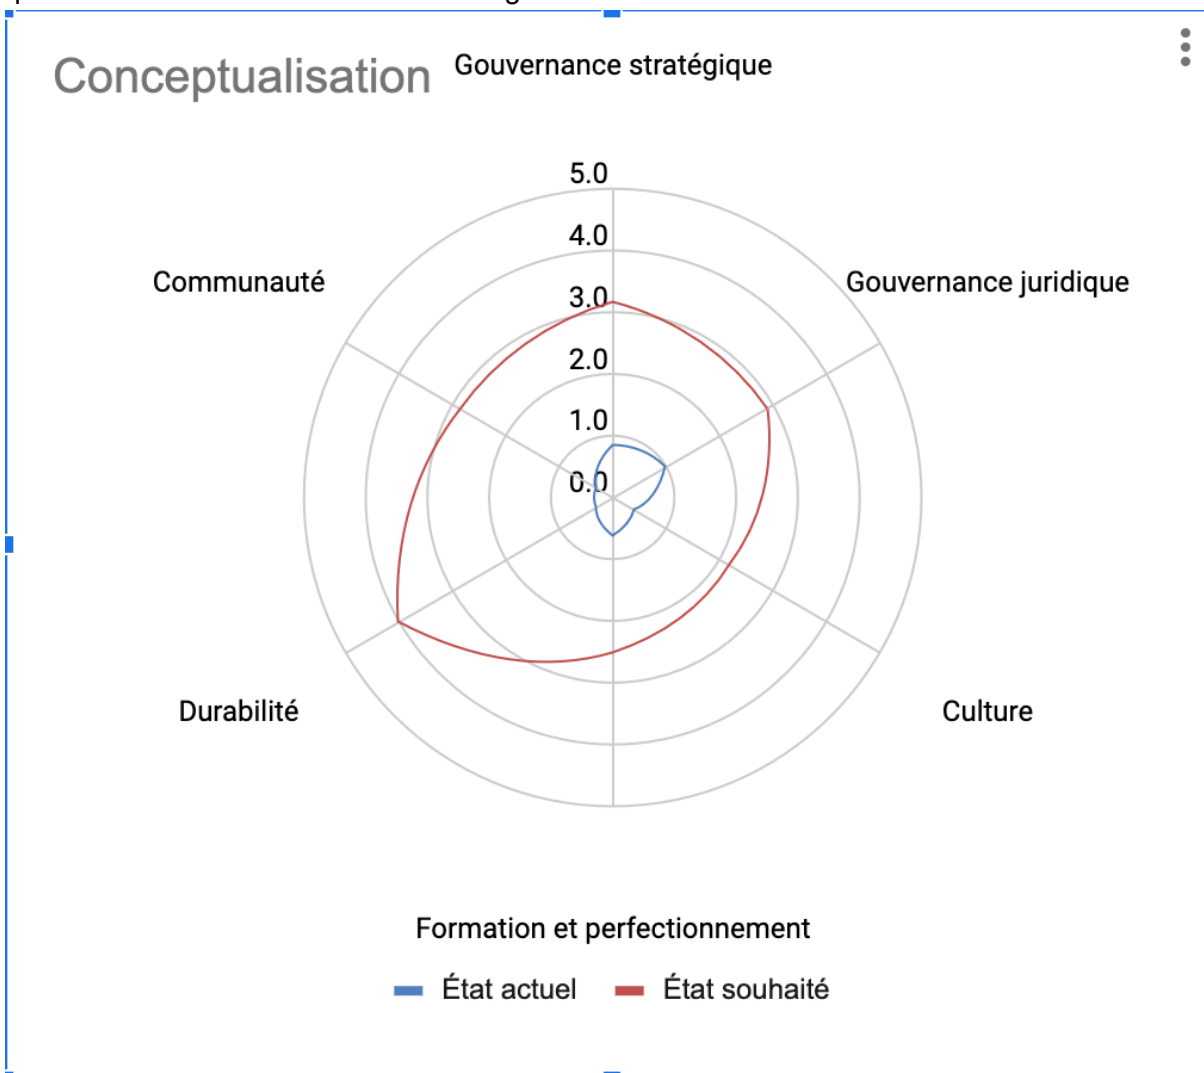 Conceptualisation
Gouvernance stratégique
5.0
4.0
Communauté
Gouvernance juridique
3.0
2.0
1.0
0.0
Durabilité
Culture
Formation et perfectionnement
État actuel
État souhaité